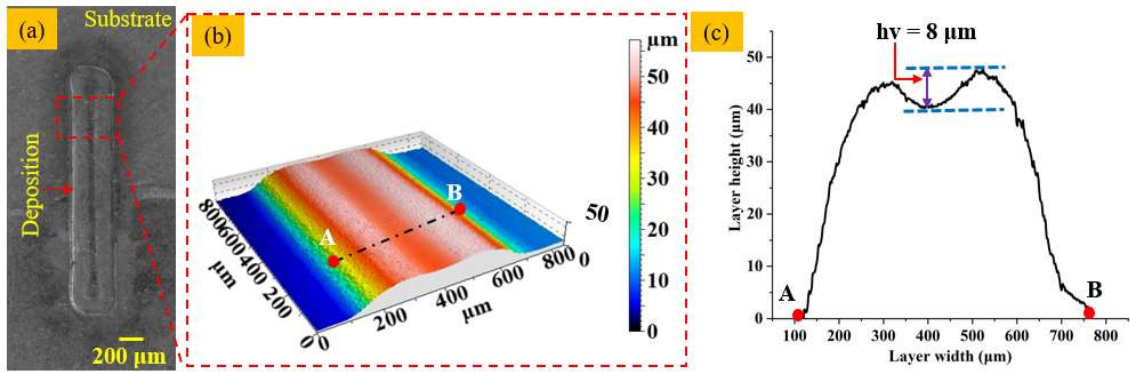 (a)
Substrate
Deposition
200 μm
(b)
A
B
800
600
400
200
0
μm
0
200
400
600
800
μm
50
0
μm
50
40
30
20
10
0
(c)
hv = 8 μm
50
40
30
20
10
0
Layer height (μm)
A
B
100 200 300 400 500 600 700 800
Layer width (μm)